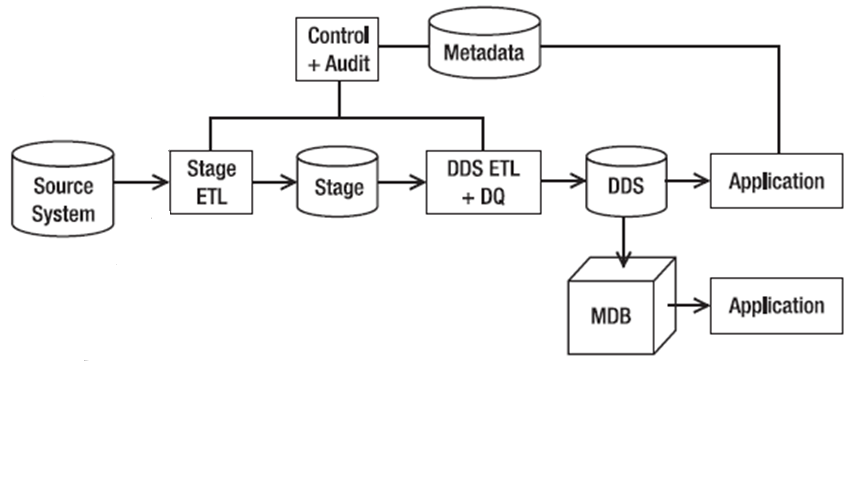 Control
+ Audit
Metadata
Source
System
Stage
ETL
Stage
DDS ETL
+ DQ
DDS
Application
MDB
Application